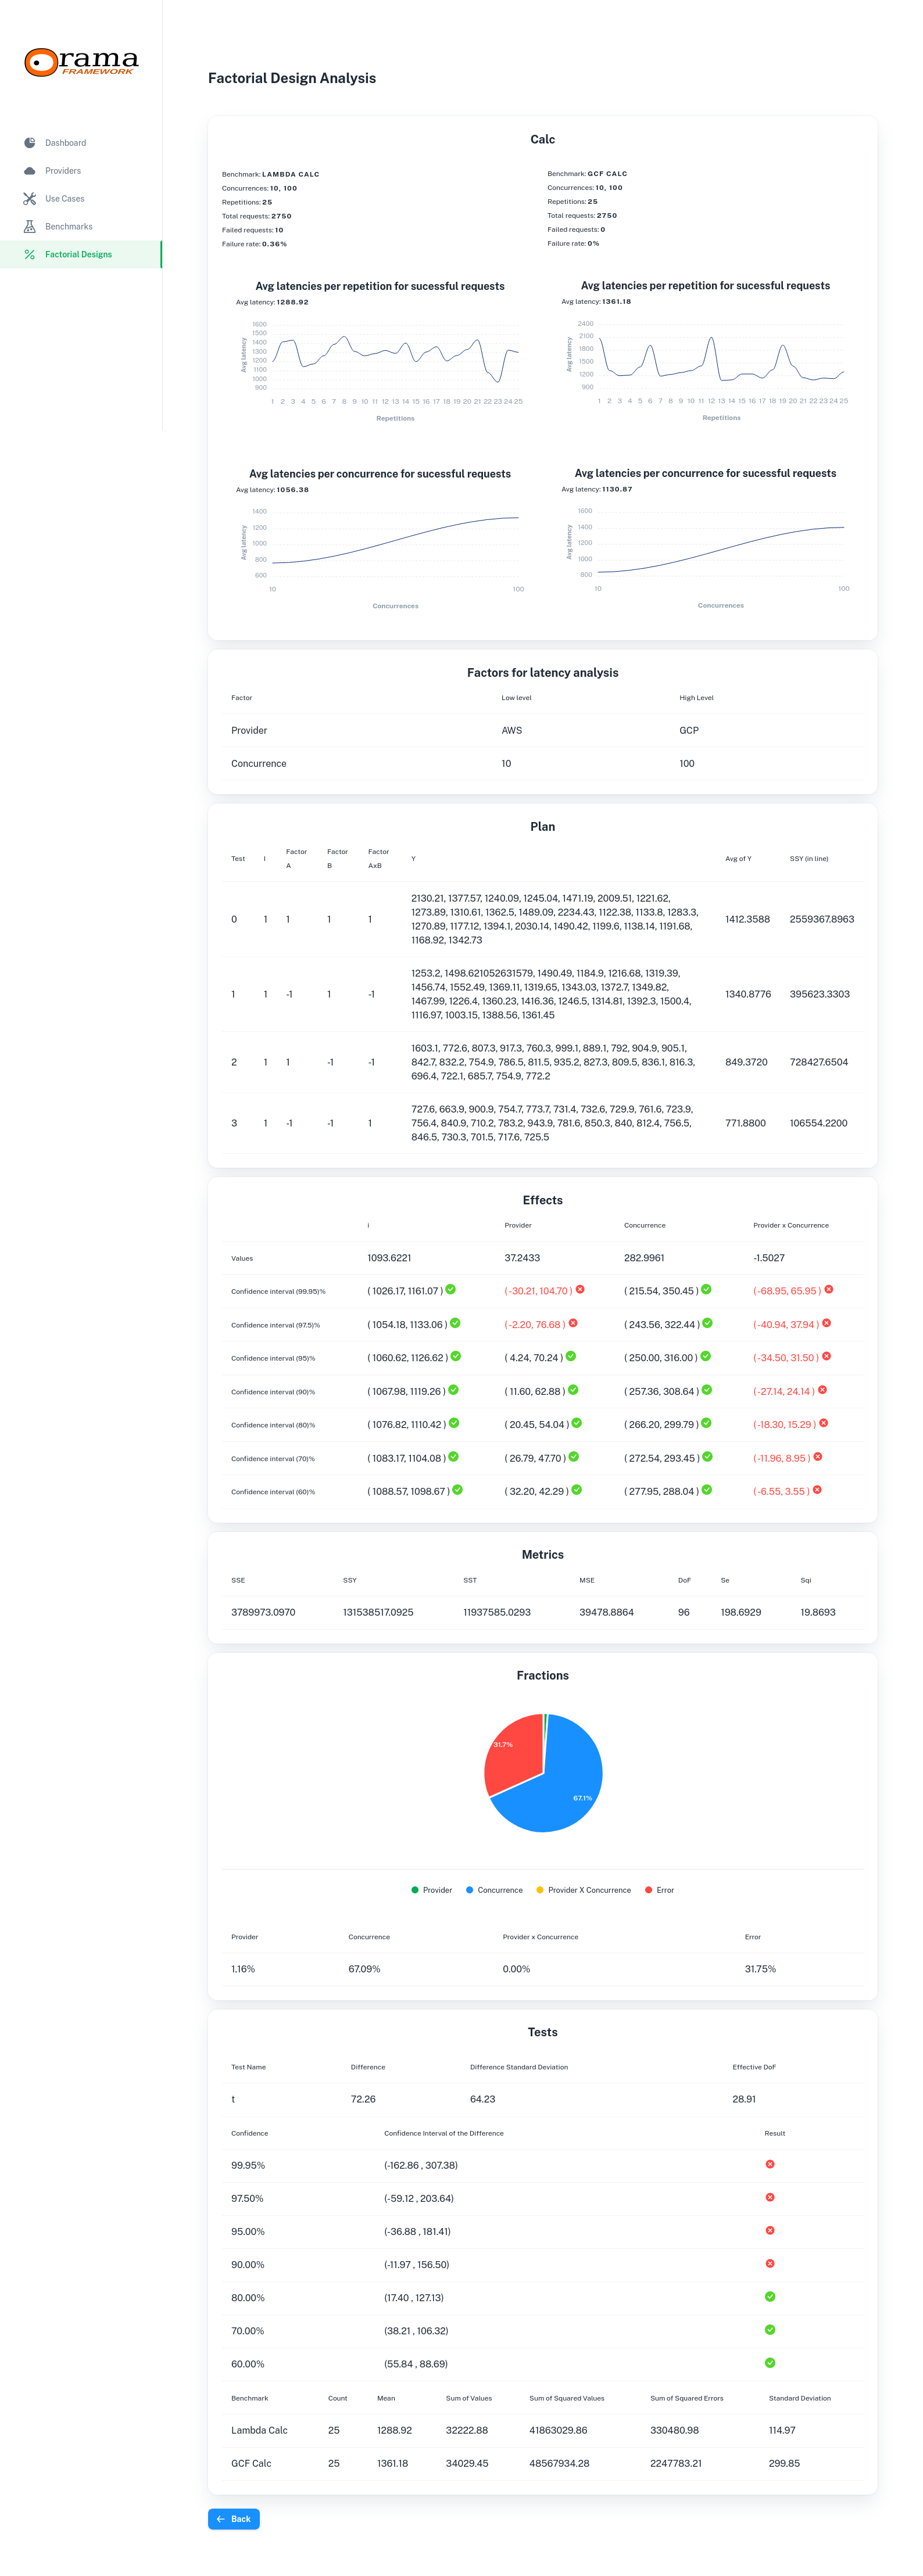 Orama
FRAMEWORK
Dashboard
Providers
Use Cases
Benchmarks
Factorial Designs
Factorial Design Analysis
Calc
Benchmark: LAMBDA CALC
Concurrences: 10, 100
Repetitions: 25
Total requests: 2750
Failed requests: 10
Failure rate: 0.36%
Benchmark: GCF CALC
Concurrences: 10, 100
Repetitions: 25
Total requests: 2750
Failed requests: 0
Failure rate: 0%
Avg latencies per repetition for sucessful requests
Avg latency: 1288.92
1600
1500
1400
1300
1200
1100
1000
900
Avg latency
1 2 3 4 5 6 7 8 9 10 11 12 13 14 15 16 17 18 19 20 21 22 23 24 25
Repetitions
Avg latencies per repetition for sucessful requests
Avg latency: 1361.18
2400
2100
1800
1500
1200
900
Avg latency
1 2 3 4 5 6 7 8 9 10 11 12 13 14 15 16 17 18 19 20 21 22 23 24 25
Repetitions
Avg latencies per concurrence for sucessful requests
Avg latency: 1056.38
1400
1200
1000
800
600
Avg latency
10 100
Concurrences
Avg latencies per concurrence for sucessful requests
Avg latency: 1130.87
1600
1400
1200
1000
800
Avg latency
10 100
Concurrences
Factors for latency analysis
Factor Low level High Level
Provider AWS GCP
Concurrence 10 100
Plan
Test I Factor A Factor B Factor AxB Y Avg of Y SSY (in line)
0 1 1 1 1
2130.21, 1377.57, 1240.09, 1245.04, 1471.19, 2009.51, 1221.62,
1273.89, 1310.61, 1362.5, 1489.09, 2234.43, 1122.38, 1133.8, 1283.3,
1270.89, 1177.12, 1394.1, 2030.14, 1490.42, 1199.6, 1138.14, 1191.68,
1168.92, 1342.73
1412.3588 2559367.8963
1 1 -1 1 -1
1253.2, 1498.621052631579, 1490.49, 1184.9, 1216.68, 1319.39,
1456.74, 1552.49, 1369.11, 1319.65, 1343.03, 1372.7, 1349.82,
1467.99, 1226.4, 1360.23, 1416.36, 1246.5, 1314.81, 1392.3, 1500.4,
1116.97, 1003.15, 1388.56, 1361.45
1340.8776 395623.3303
2 1 1 -1 -1
1603.1, 772.6, 807.3, 917.3, 760.3, 999.1, 889.1, 792, 904.9, 905.1,
842.7, 832.2, 754.9, 786.5, 811.5, 935.2, 827.3, 809.5, 836.1, 816.3,
696.4, 722.1, 685.7, 754.9, 772.2
849.3720 728427.6504
3 1 -1 -1 1
727.6, 663.9, 900.9, 754.7, 773.7, 731.4, 732.6, 729.9, 761.6, 723.9,
756.4, 840.9, 710.2, 783.2, 943.9, 781.6, 850.3, 840, 812.4, 756.5,
846.5, 730.3, 701.5, 717.6, 725.5
771.8800 106554.2200
Effects
i Provider Concurrence Provider x Concurrence
Values 1093.6221 37.2433 282.9961 -1.5027
Confidence interval (99.95)% ( 1026.17, 1161.07 ) ( -30.21, 104.70 ) ( 215.54, 350.45 ) ( -68.95, 65.95 )
Confidence interval (97.5)% ( 1054.18, 1133.06 ) ( -2.20, 76.68 ) ( 243.56, 322.44 ) ( -40.94, 37.94 )
Confidence interval (95)% ( 1060.62, 1126.62 ) ( 4.24, 70.24 ) ( 250.00, 316.00 ) ( -34.50, 31.50 )
Confidence interval (90)% ( 1067.98, 1119.26 ) ( 11.60, 62.88 ) ( 257.36, 308.64 ) ( -27.14, 24.14 )
Confidence interval (80)% ( 1076.82, 1110.42 ) ( 20.45, 54.04 ) ( 266.20, 299.79 ) ( -18.30, 15.29 )
Confidence interval (70)% ( 1083.17, 1104.08 ) ( 26.79, 47.70 ) ( 272.54, 293.45 ) ( -11.96, 8.95 )
Confidence interval (60)% ( 1088.57, 1098.67 ) ( 32.20, 42.29 ) ( 277.95, 288.04 ) ( -6.55, 3.55 )
Metrics
SSE SSY SST MSE DoF Se Sqi
3789973.0970 131538517.0925 11937585.0293 39478.8864 96 198.6929 19.8693
Fractions
31.7%
67.1%
Provider Concurrence Provider X Concurrence Error
Provider Concurrence Provider x Concurrence Error
1.16% 67.09% 0.00% 31.75%
Tests
Test Name Difference Difference Standard Deviation Effective DoF
t 72.26 64.23 28.91
Confidence Confidence Interval of the Difference Result
99.95% (-162.86 , 307.38)
97.50% (-59.12 , 203.64)
95.00% (-36.88 , 181.41)
90.00% (-11.97 , 156.50)
80.00% (17.40 , 127.13)
70.00% (38.21 , 106.32)
60.00% (55.84 , 88.69)
Benchmark Count Mean Sum of Values Sum of Squared Values Sum of Squared Errors Standard Deviation
Lambda Calc 25 1288.92 32222.88 41863029.86 330480.98 114.97
GCF Calc 25 1361.18 34029.45 48567934.28 2247783.21 299.85
Back